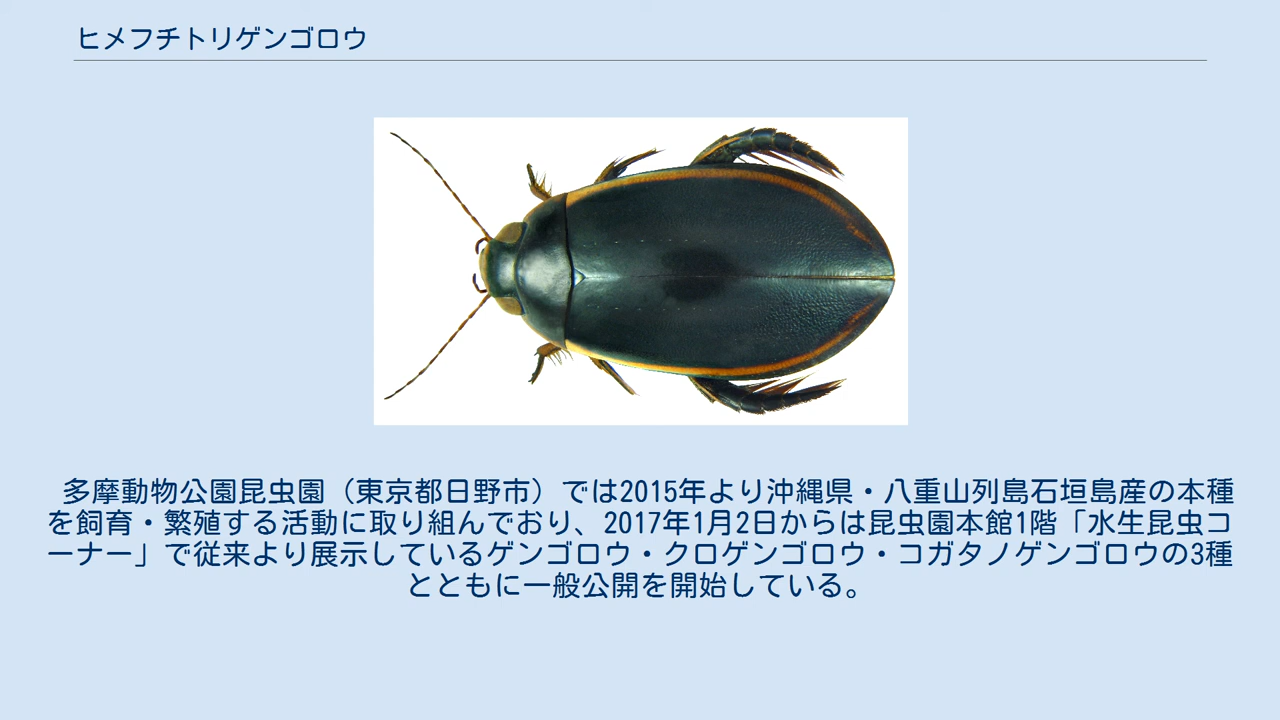 ヒメフチトリゲンゴロウ
多摩動物公園昆虫園（東京都日野市）では2015年より沖縄県・八重山列島石垣島産の本種
を飼育・繁殖する活動に取り組んでおり、2017年1月2日からは昆虫園本館1階「水生昆虫コ
ーナー」で従来より展示しているゲンゴロウ・クロゲンゴロウ・コガタノゲンゴロウの3種
とともに一般公開を開始している。